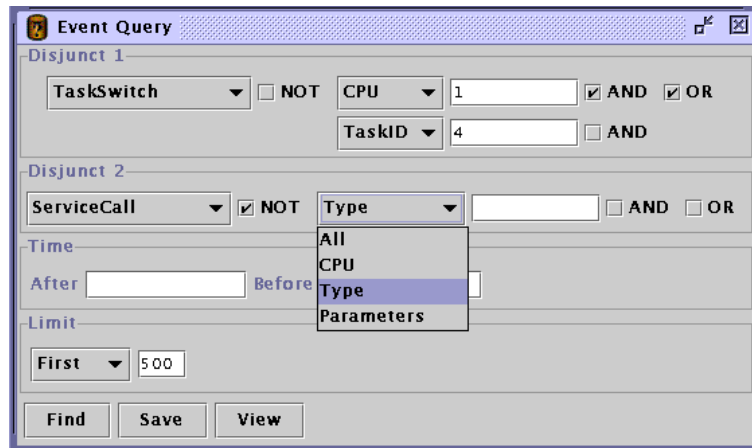 Event Query
Disjunct 1
TaskSwitch NOT CPU 1 AND OR
TaskID 4 AND
Disjunct 2
ServiceCall NOT Type AND OR
All
CPU
Time
After Before Type
Parameters
Limit
First 500
Find Save View